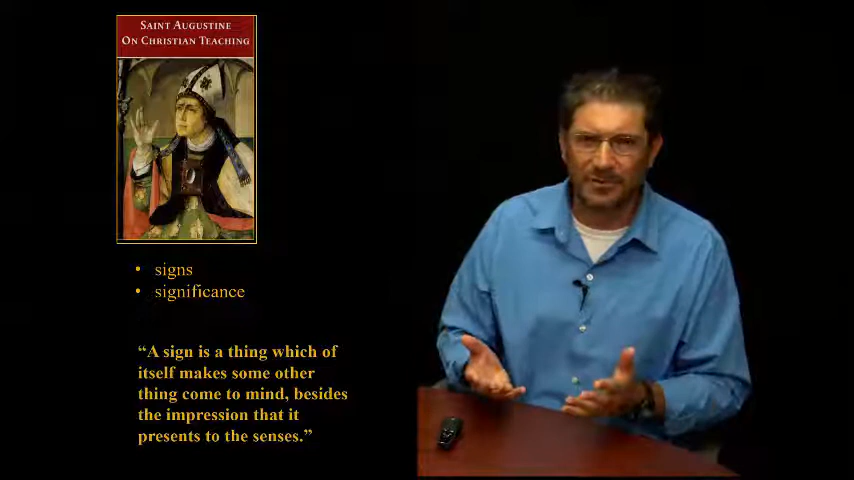 SAINT AUGUSTINE
ON CHRISTIAN TEACHING
• signs
• significance
“A sign is a thing which of
itself makes some other
thing come to mind, besides
the impression that it
presents to the senses.”